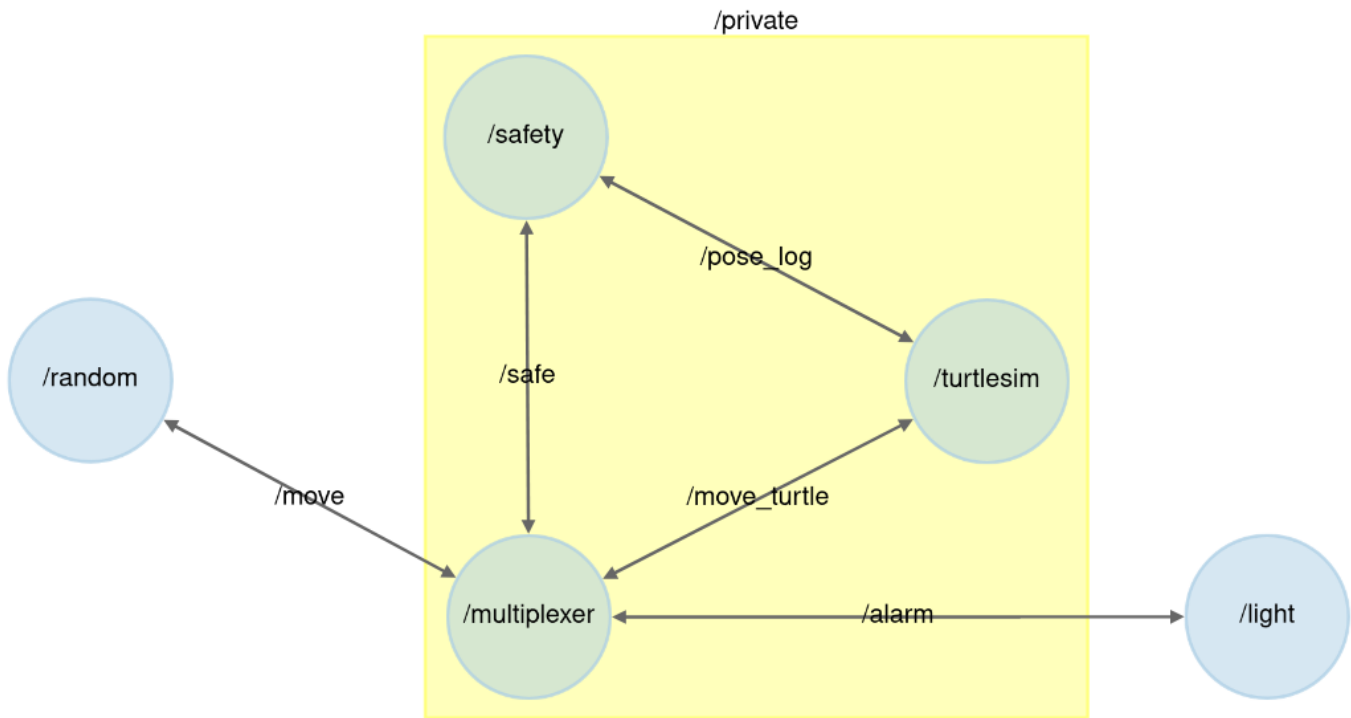 /private
/safety
/pose_log
/safe
/random
/turtlesim
/move
/move_turtle
/multiplexer
/alarm
/light